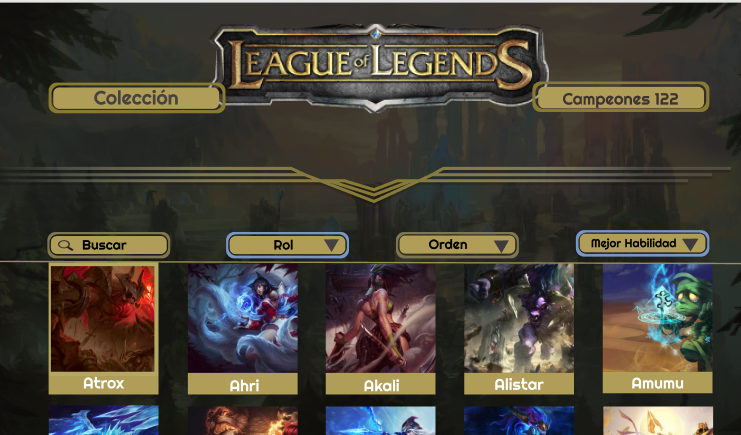 LEAGUE OF LEGENDS
Colección
Campeones 122
Buscar
Rol
Orden
Mejor Habilidad
Atrox
Ahri
Akali
Alistar
Amumu